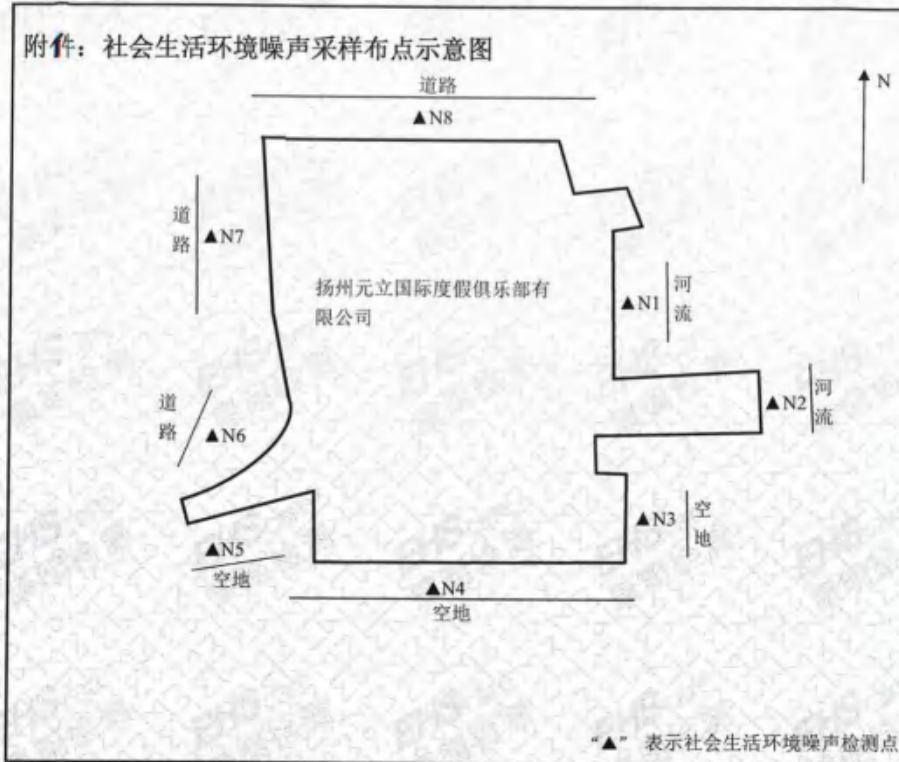 附件：社会生活环境噪声采样布点示意图
道路
▲N8
N
道路
▲N7
扬州元立国际度假俱乐部有
限公司
▲N1
河流
道路
▲N6
▲N2
河流
▲N3
空地
▲N5
空地
▲N4
空地
“▲” 表示社会生活环境噪声检测点